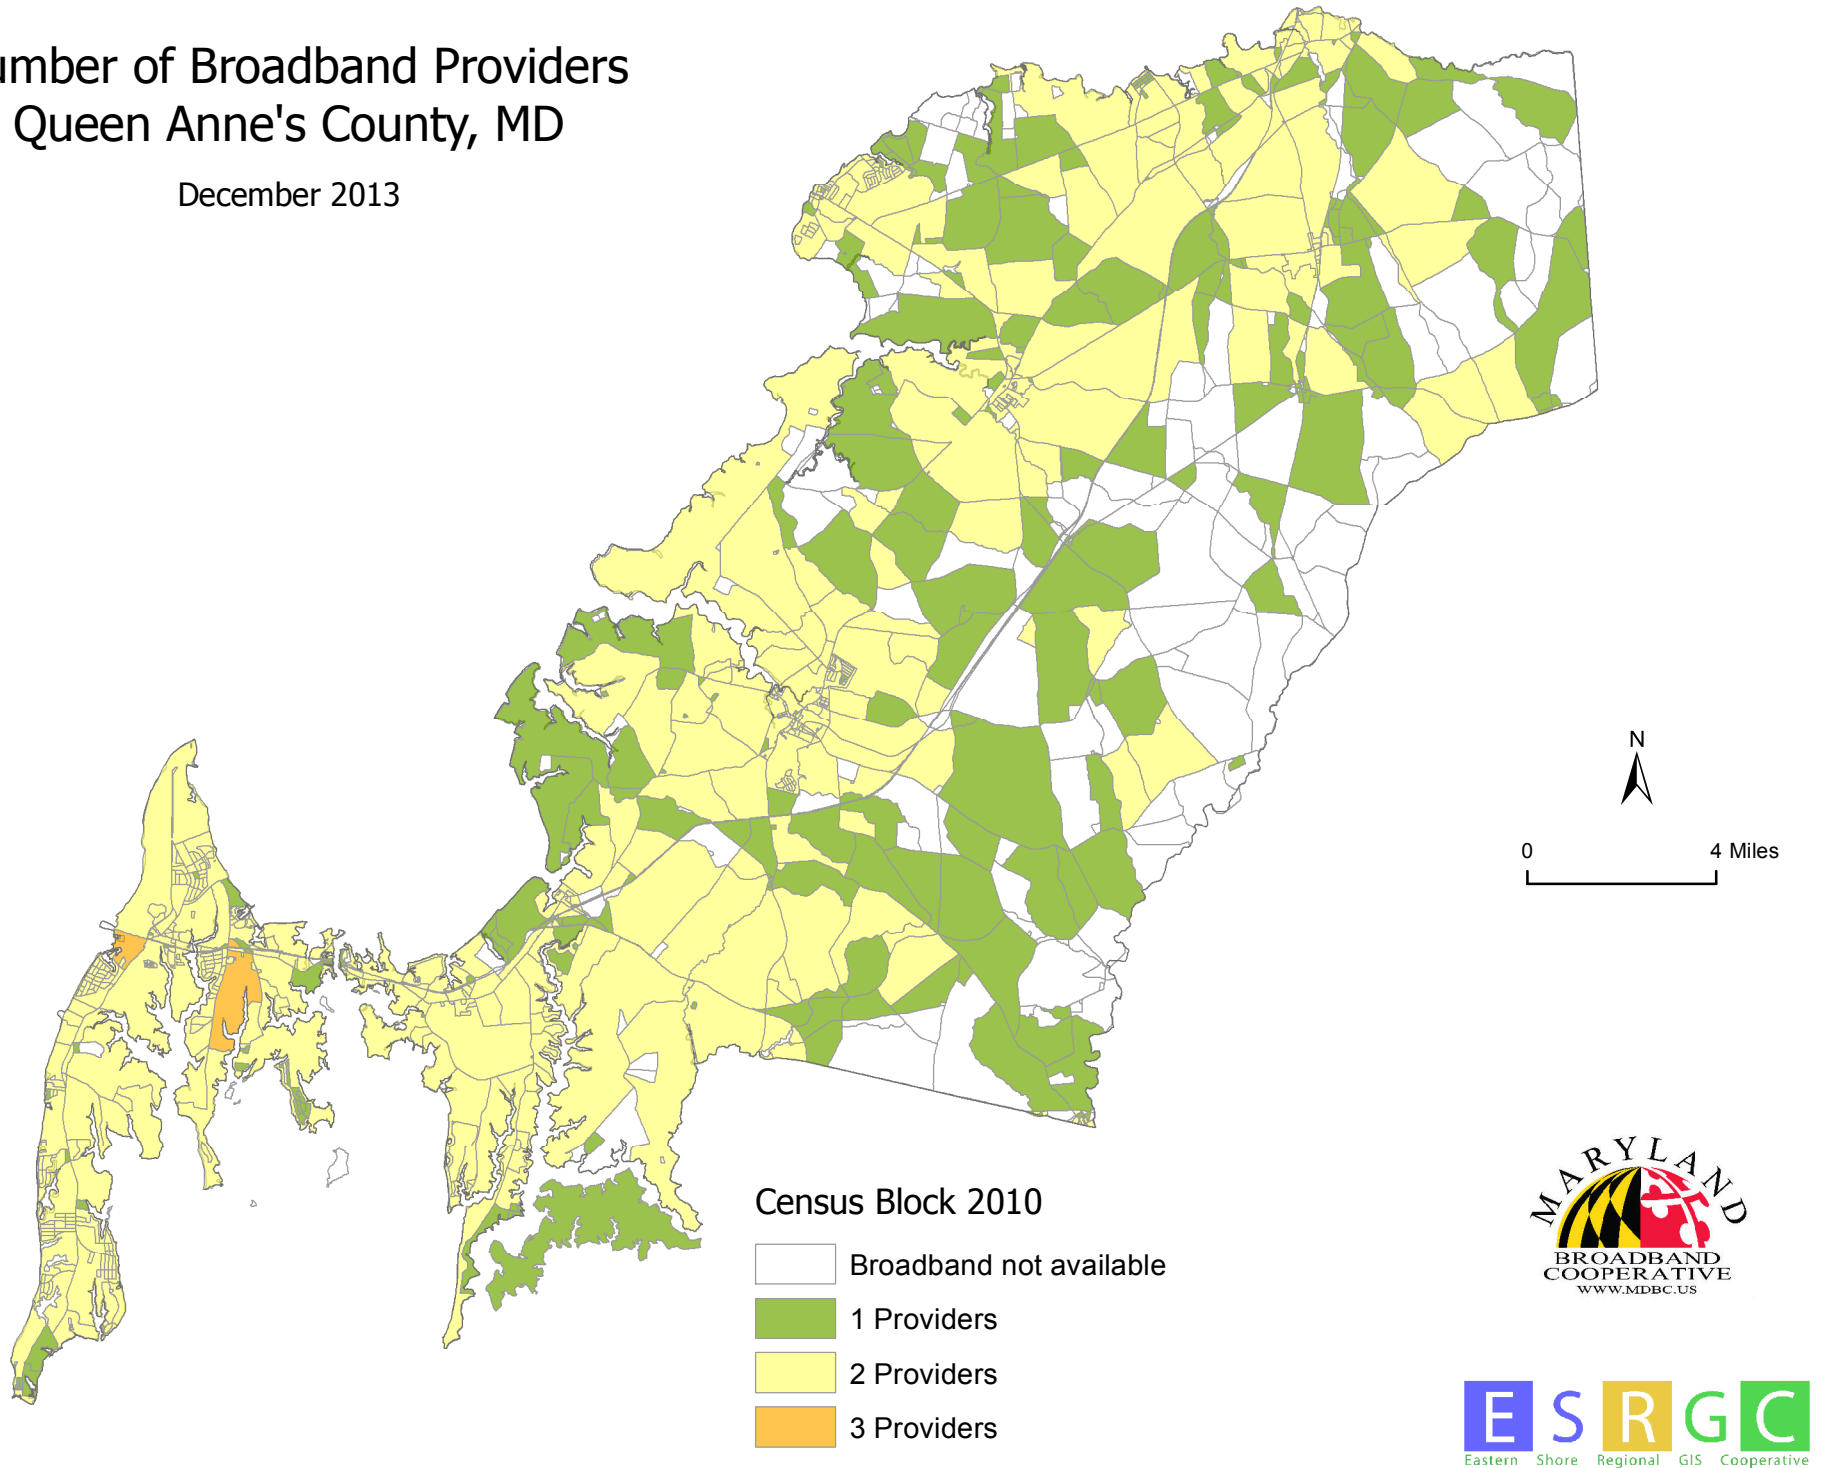 umber of Broadband Providers
Queen Anne's County, MD
December 2013
N
0 4 Miles
Census Block 2010
Broadband not available
1 Providers
2 Providers
3 Providers
MARYLAND
BROADBAND
COOPERATIVE
WWW.MDBC.US
E S R G C
Eastern Shore Regional GIS Cooperative